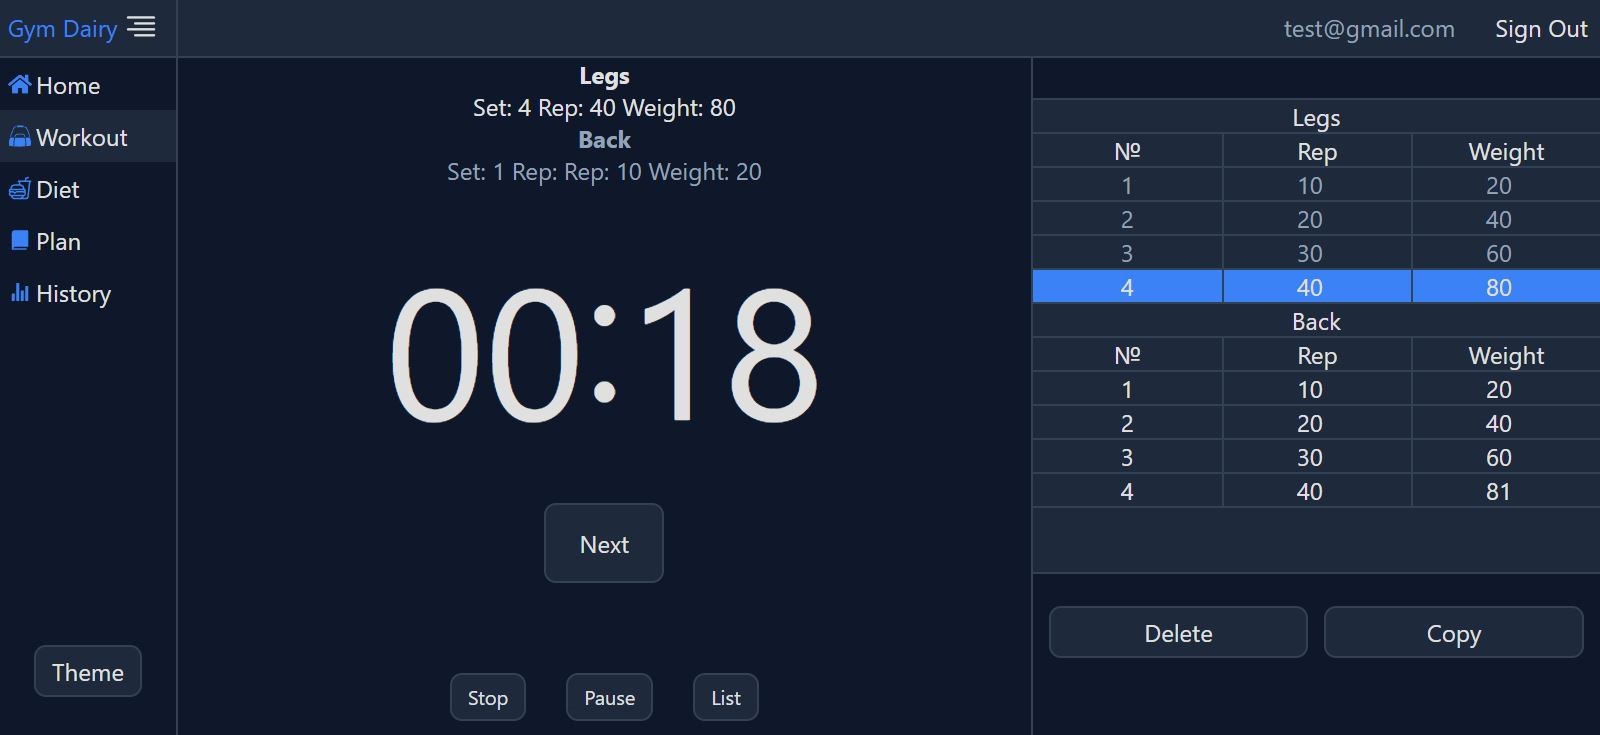 Gym Dairy
test@gmail.com
Sign Out
Home
Workout
Diet
Plan
History
Theme
Legs
Set: 4 Rep: 40 Weight: 80
Back
Set: 1 Rep: Rep: 10 Weight: 20
00:18
Next
Stop Pause List
Legs
№ Rep Weight
1 10 20
2 20 40
3 30 60
4 40 80
Back
№ Rep Weight
1 10 20
2 20 40
3 30 60
4 40 81
Delete Copy